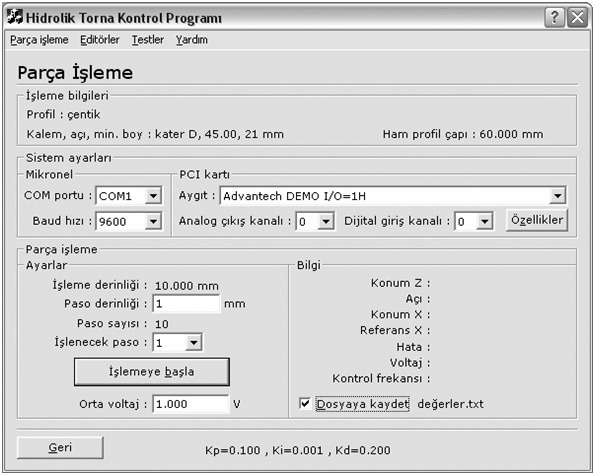 Hidrolik Torna Kontrol Programı
Parça işleme Editörler Testler Yardım
Parça İşleme
İşleme bilgileri
Profil : çentik
Kalem, açı, min. boy : kater D, 45.00, 21 mm Ham profil çapı : 60.000 mm
Sistem ayarları
Mikronel PCI kartı
COM portu : COM1 Aygıt : Advantech DEMO I/O=1H
Baud hızı : 9600 Analog çıkış kanalı : 0 Dijital giriş kanalı : 0 Özellikler
Parça işleme
Ayarlar Bilgi
İşleme derinliği : 10.000 mm Konum Z :
Paso derinliği : 1 mm Açı :
Paso sayısı : 10 Konum X :
İşlenecek paso : 1 Referans X :
Hata :
İşlemeye başla Voltaj :
Kontrol frekansı :
Orta voltaj : 1.000 V Dosyaya kaydet değerler.txt
Geri Kp=0.100 , Ki=0.001 , Kd=0.200